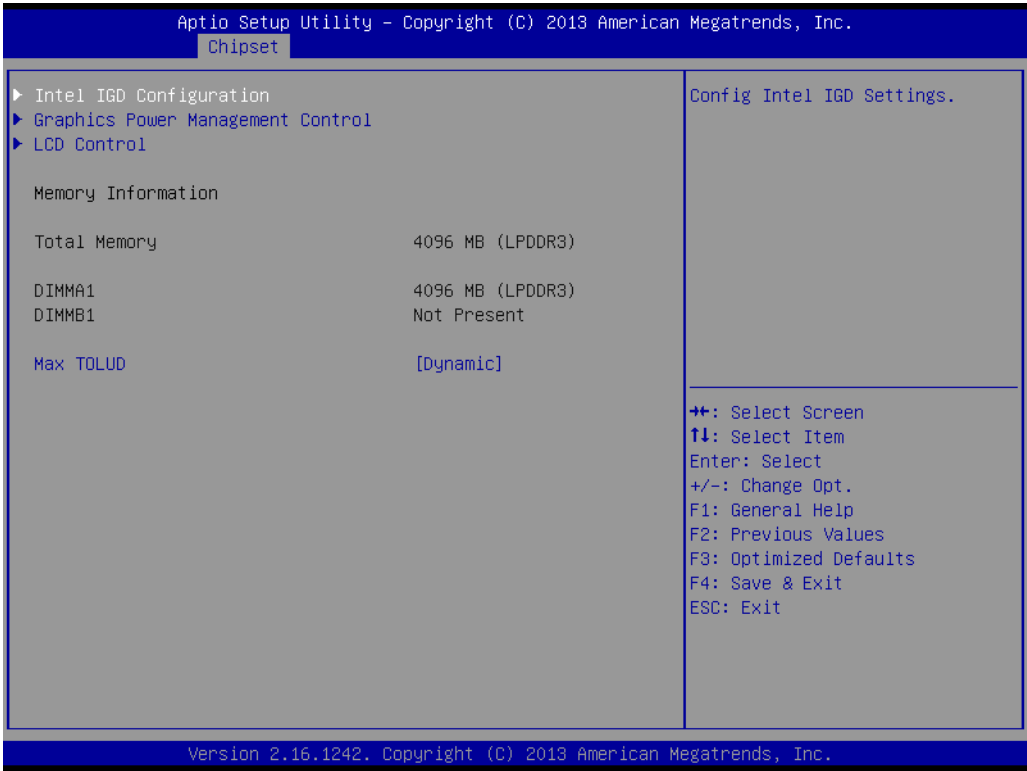 Aptio Setup Utility – Copyright (C) 2013 American Megatrends, Inc.
Chipset
Intel IGD Configuration
Graphics Power Management Control
LCD Control
Memory Information
Total Memory 4096 MB (LPDDR3)
DIMMA1 4096 MB (LPDDR3)
DIMMB1 Not Present
Max TOLUD [Dynamic]
Config Intel IGD Settings.
→←: Select Screen
↑↓: Select Item
Enter: Select
+/-: Change Opt.
F1: General Help
F2: Previous Values
F3: Optimized Defaults
F4: Save & Exit
ESC: Exit
Version 2.16.1242. Copyright (C) 2013 American Megatrends, Inc.